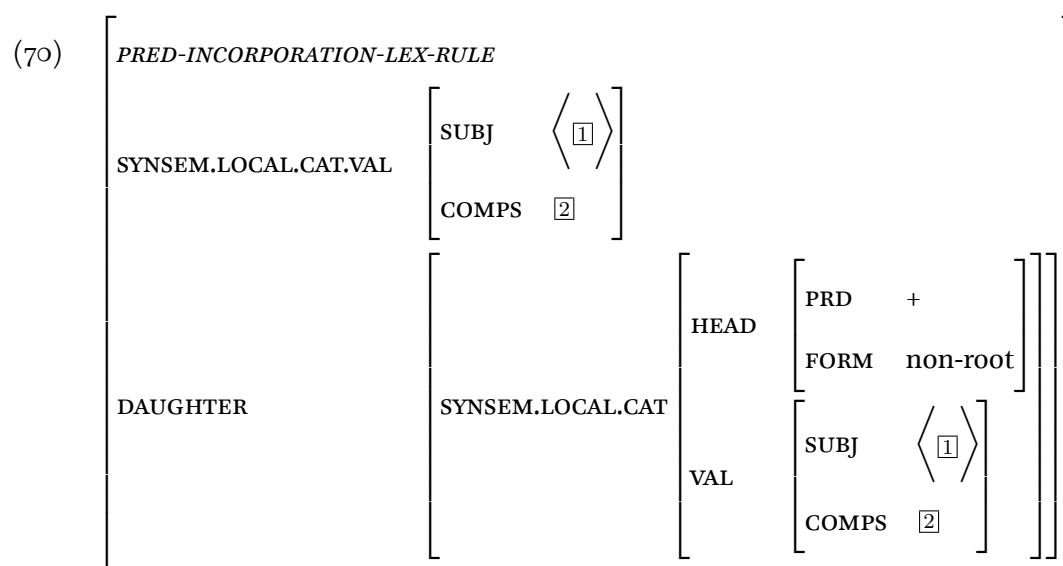 (70) PRED-INCORPORATION-LEX-RULE
SUBJ ⟨ 1 ⟩
SYNSEM.LOCAL.CAT.VAL
COMPS 2
PRD +
HEAD
FORM non-root
DAUGHTER SYNSEM.LOCAL.CAT
SUBJ ⟨ 1 ⟩
VAL
COMPS 2